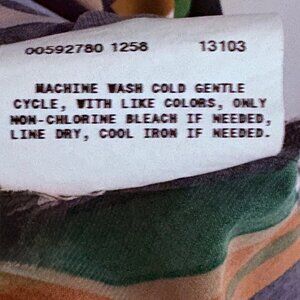 00592780 1258 13103
MACHINE WASH COLD GENTLE
CYCLE, WITH LIKE COLORS, ONLY
NON-CHLORINE BLEACH IF NEEDED,
LINE DRY, COOL IRON IF NEEDED.